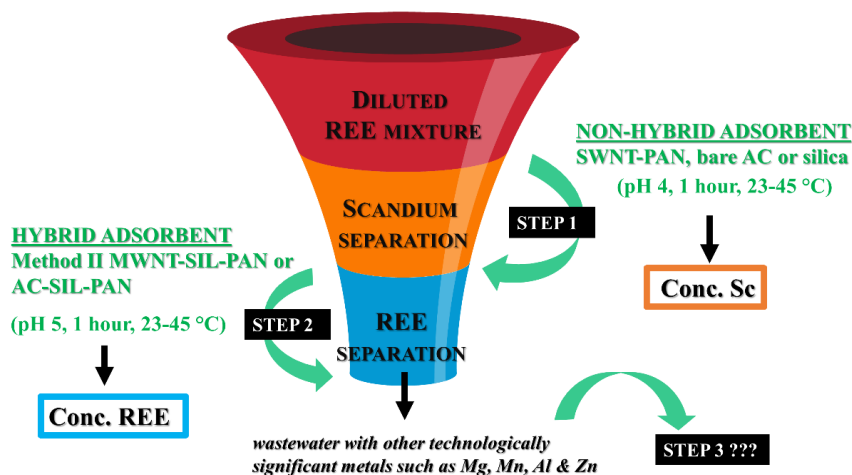 DILUTED
REE MIXTURE
NON-HYBRID ADSORBENT
SWNT-PAN, bare AC or silica
(pH 4, 1 hour, 23-45 °C)
STEP 1
SCANDIUM
SEPARATION
Conc. Sc
HYBRID ADSORBENT
Method II MWNT-SIL-PAN or
AC-SIL-PAN
(pH 5, 1 hour, 23-45 °C)
STEP 2
REE
SEPARATION
Conc. REE
wastewater with other technologically
significant metals such as Mg, Mn, Al & Zn
STEP 3 ???